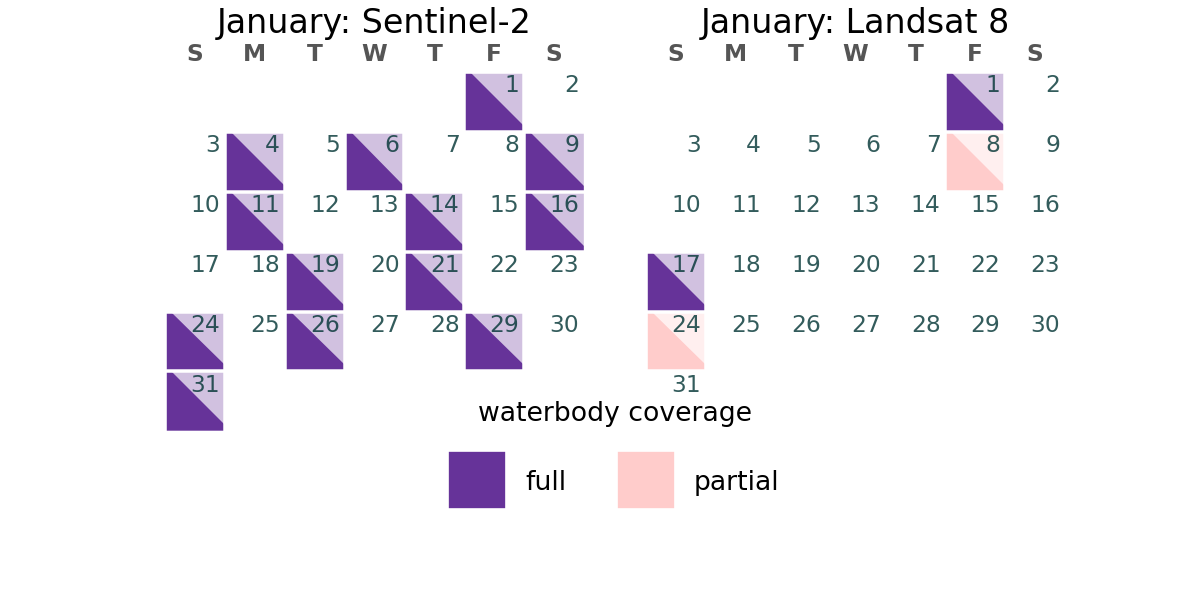 January: Sentinel-2
S M T W T F S
1 2
3 4 5 6 7 8 9
10 11 12 13 14 15 16
17 18 19 20 21 22 23
24 25 26 27 28 29 30
31
January: Landsat 8
S M T W T F S
1 2
3 4 5 6 7 8 9
10 11 12 13 14 15 16
17 18 19 20 21 22 23
24 25 26 27 28 29 30
31
waterbody coverage
full partial